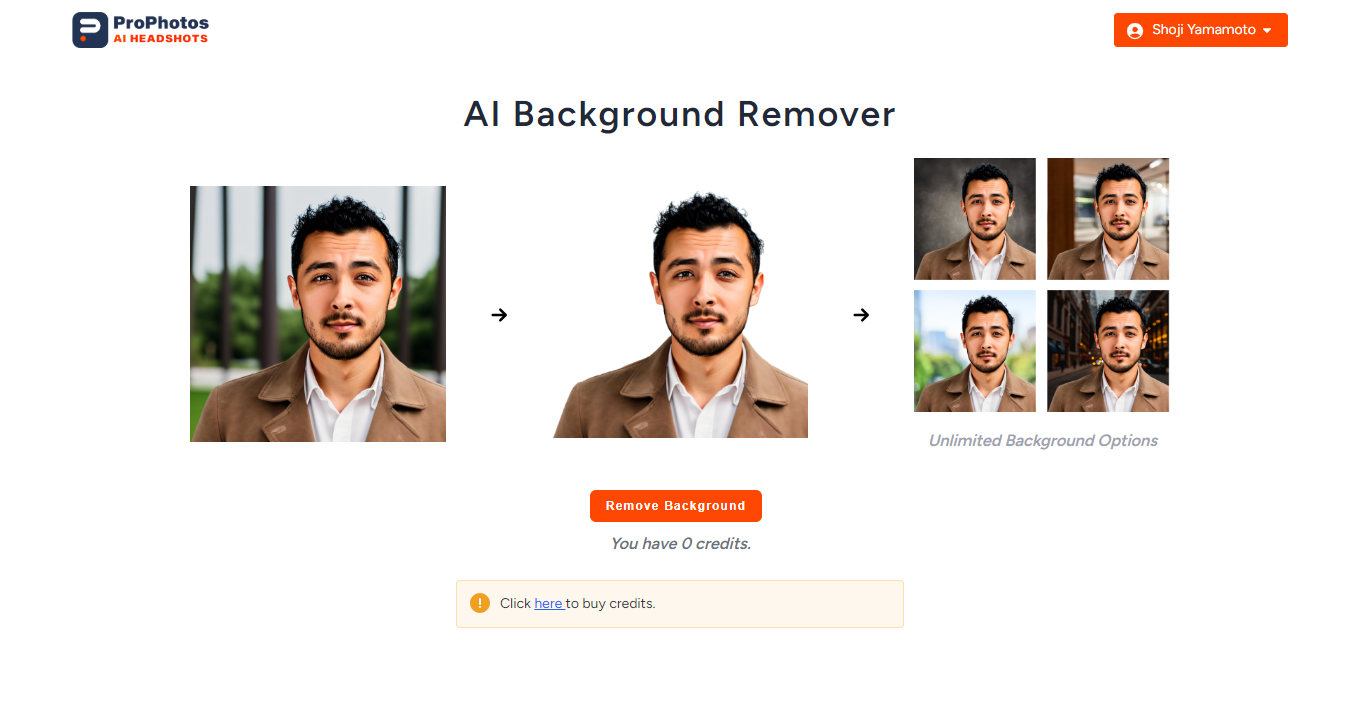 ProPhotos
AI HEADSHOTS
Shoji Yamamoto
AI Background Remover
Unlimited Background Options
Remove Background
You have 0 credits.
Click here to buy credits.